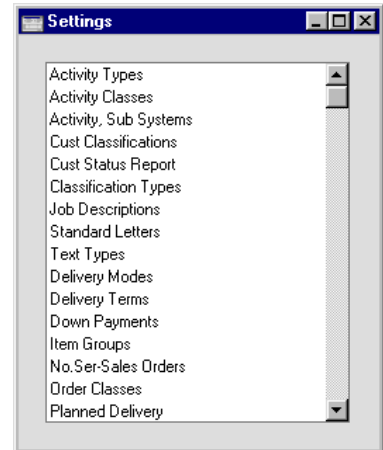 Settings
Activity Types
Activity Classes
Activity, Sub Systems
Cust Classifications
Cust Status Report
Classification Types
Job Descriptions
Standard Letters
Text Types
Delivery Modes
Delivery Terms
Down Payments
Item Groups
No.Ser-Sales Orders
Order Classes
Planned Delivery